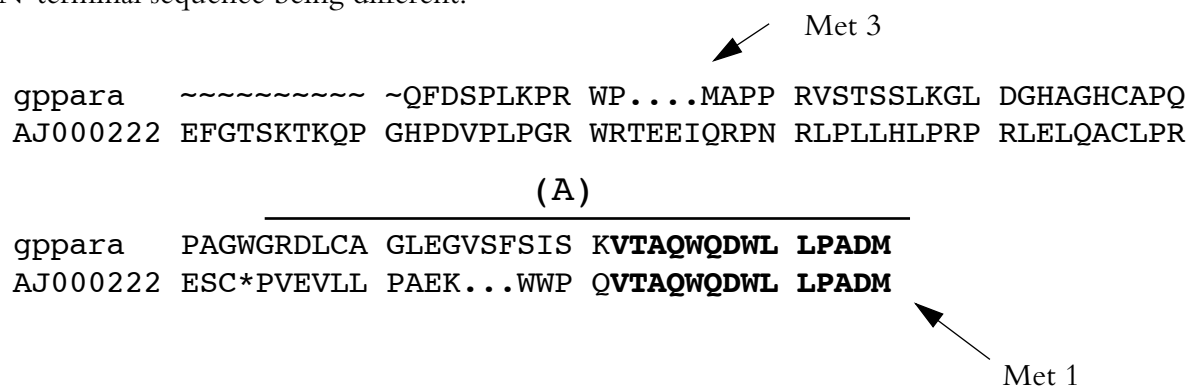 N-terminal sequence being different.
Met 3
gppara ~~~~~~~~~~ ~QFDSPLKPR WP....MAPP RVSTSSLKGL DGHAGHCAPQ
AJ000222 EFGTSKTKQP GHPDVPLPGR WRTEEIQRPN RLPLLHLPRP RLELQACLPR
(A)
gppara PAGWGRDLCA GLEGVSFSIS KVTAQWQDWL LPADM
AJ000222 ESC*PVEVLL PAEK...WWP QVTAQWQDWL LPADM
Met 1